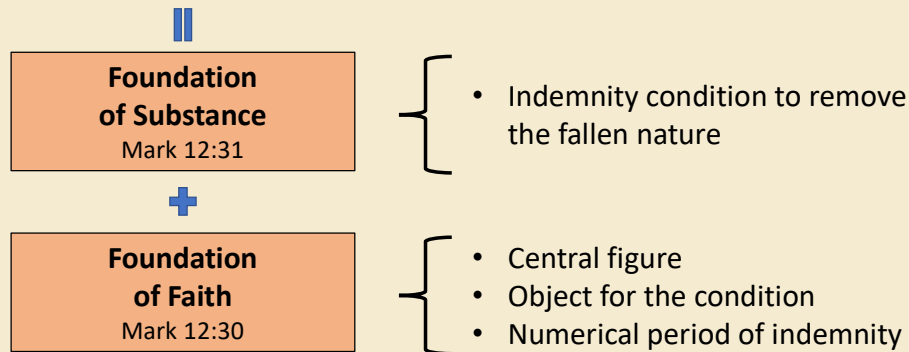 Foundation
of Substance
Mark 12:31
• Indemnity condition to remove
the fallen nature
Foundation
of Faith
Mark 12:30
• Central figure
• Object for the condition
• Numerical period of indemnity